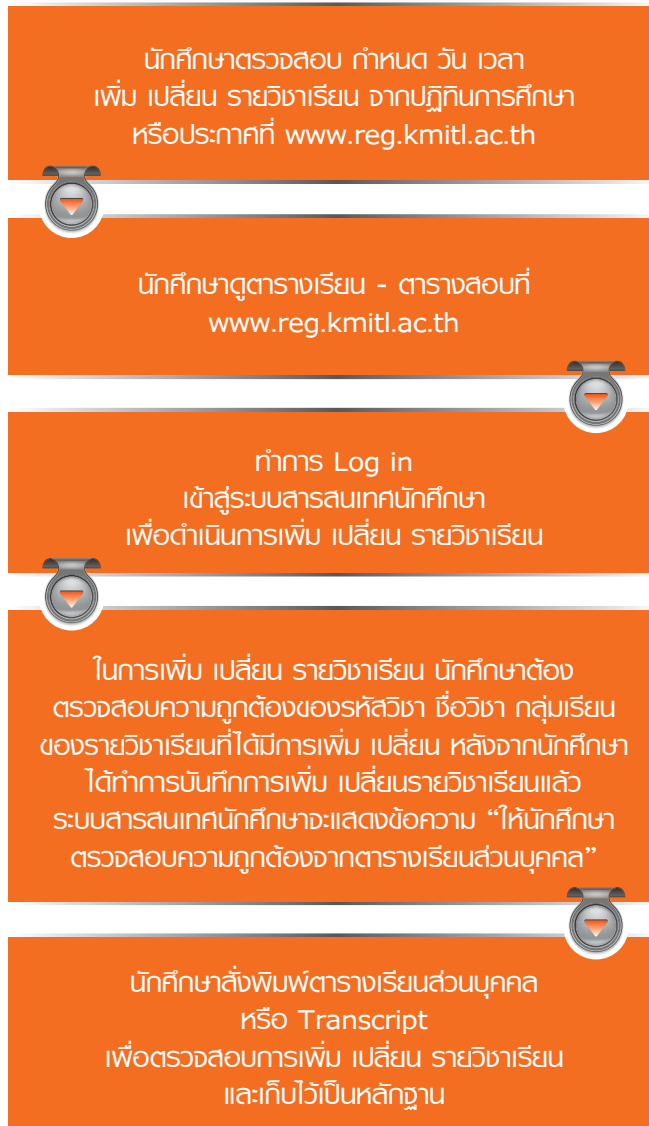 นักศึกษาตรวจสอบ กำหนด วัน เวลา
เพิ่ม เปลี่ยน รายวิชาเรียน จากปฏิทินการศึกษา
หรือประกาศที่ www.reg.kmitl.ac.th
นักศึกษาดูตารางเรียน - ตารางสอบที่
www.reg.kmitl.ac.th
ทำการ Log in
เข้าสู่ระบบสารสนเทศนักศึกษา
เพื่อดำเนินการเพิ่ม เปลี่ยน รายวิชาเรียน
ในการเพิ่ม เปลี่ยน รายวิชาเรียน นักศึกษาต้อง
ตรวจสอบความถูกต้องของรหัสวิชา ชื่อวิชา กลุ่มเรียน
ของรายวิชาเรียนที่ได้มีการเพิ่ม เปลี่ยน หลังจากนักศึกษา
ได้ทำการบันทึกการเพิ่ม เปลี่ยนรายวิชาเรียนแล้ว
ระบบสารสนเทศนักศึกษาจะแสดงข้อความ “ให้นักศึกษา
ตรวจสอบความถูกต้องจากตารางเรียนส่วนบุคคล”
นักศึกษาสั่งพิมพ์ตารางเรียนส่วนบุคคล
หรือ Transcript
เพื่อตรวจสอบการเพิ่ม เปลี่ยน รายวิชาเรียน
และเก็บไว้เป็นหลักฐาน